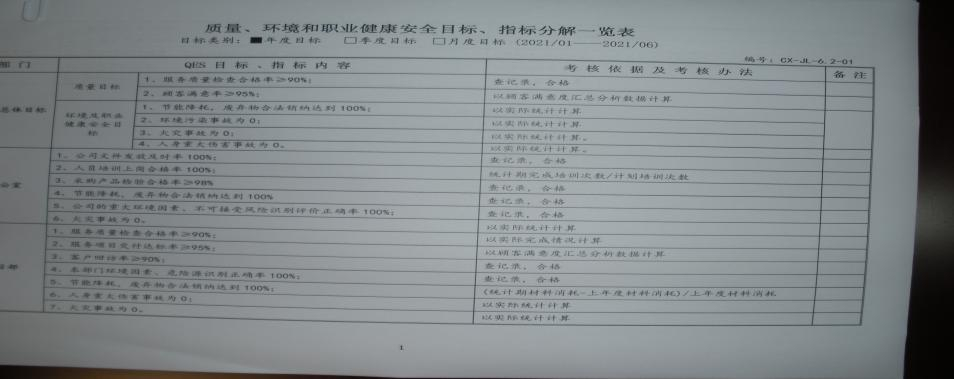 质量、环境和职业健康安全目标、指标分解一览表
目标类别：■年度目标 □季度目标 □月度目标（2021/01——2021/06）
编号：CX-JL-6.2-01
部门 QES 目标、指标内容 考核依据及考核办法 备注
总体目标
质量目标
1、服务质量检查合格率≥90%； 查记录，合格
2、顾客满意率≥95%； 以顾客满意度汇总分析数据计算
环境及职业健康安全目标
1、节能降耗，废弃物合法销纳达到100%； 以实际统计计算
2、环境污染事故为0； 以实际统计计算
3、火灾事故为0； 以实际统计计算。
4、人身重大伤害事故为0。 以实际统计计算。
公室
1、公司文件发放及时率100%； 查记录，合格
2、人员培训上岗合格率100%； 统计期完成培训次数/计划培训次数
3、采购产品检验合格率≥98% 查记录，合格
4、节能降耗，废弃物合法销纳达到100% 查记录，合格
5、公司的重大环境因素、不可接受风险识别评价正确率100%； 查记录，合格
6、火灾事故为0。 以实际统计计算
部
1、服务质量检查合格率≥90%； 以实际完成情况计算
2、服务项目交付达标率≥95%； 以顾客满意度汇总分析数据计算
3、客户回访率≥90%； 查记录，合格
4、本部门环境因素、危险源识别正确率100%； 查记录，合格
5、节能降耗，废弃物合法销纳达到100%； (统计期材料消耗-上年度材料消耗)/上年度材料消耗
6、人身重大伤害事故为0； 以实际统计计算
7、火灾事故为0。 以实际统计计算
1